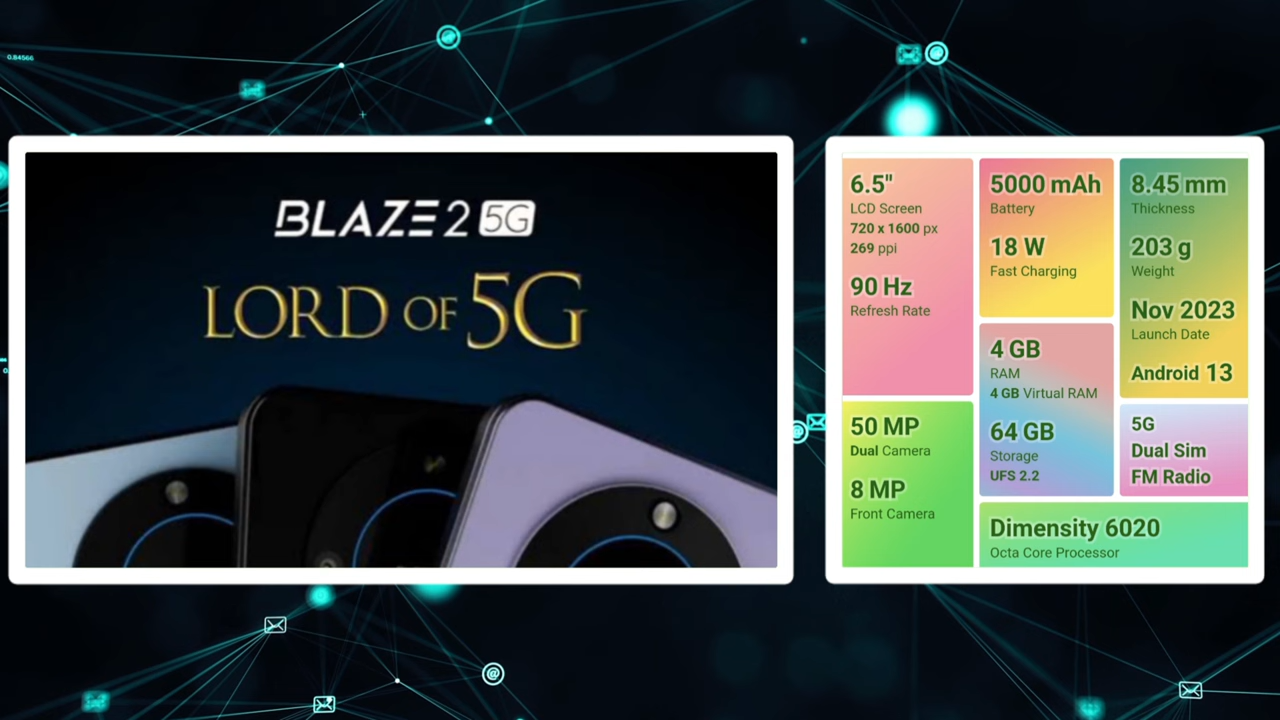 0.84566
BLAZE 2 5G
LORD OF 5G
6.5"
LCD Screen
720 x 1600 px
269 ppi
90 Hz
Refresh Rate
50 MP
Dual Camera
8 MP
Front Camera
5000 mAh
Battery
18 W
Fast Charging
4 GB
RAM
4 GB Virtual RAM
64 GB
Storage
UFS 2.2
8.45 mm
Thickness
203 g
Weight
Nov 2023
Launch Date
Android 13
5G
Dual Sim
FM Radio
Dimensity 6020
Octa Core Processor